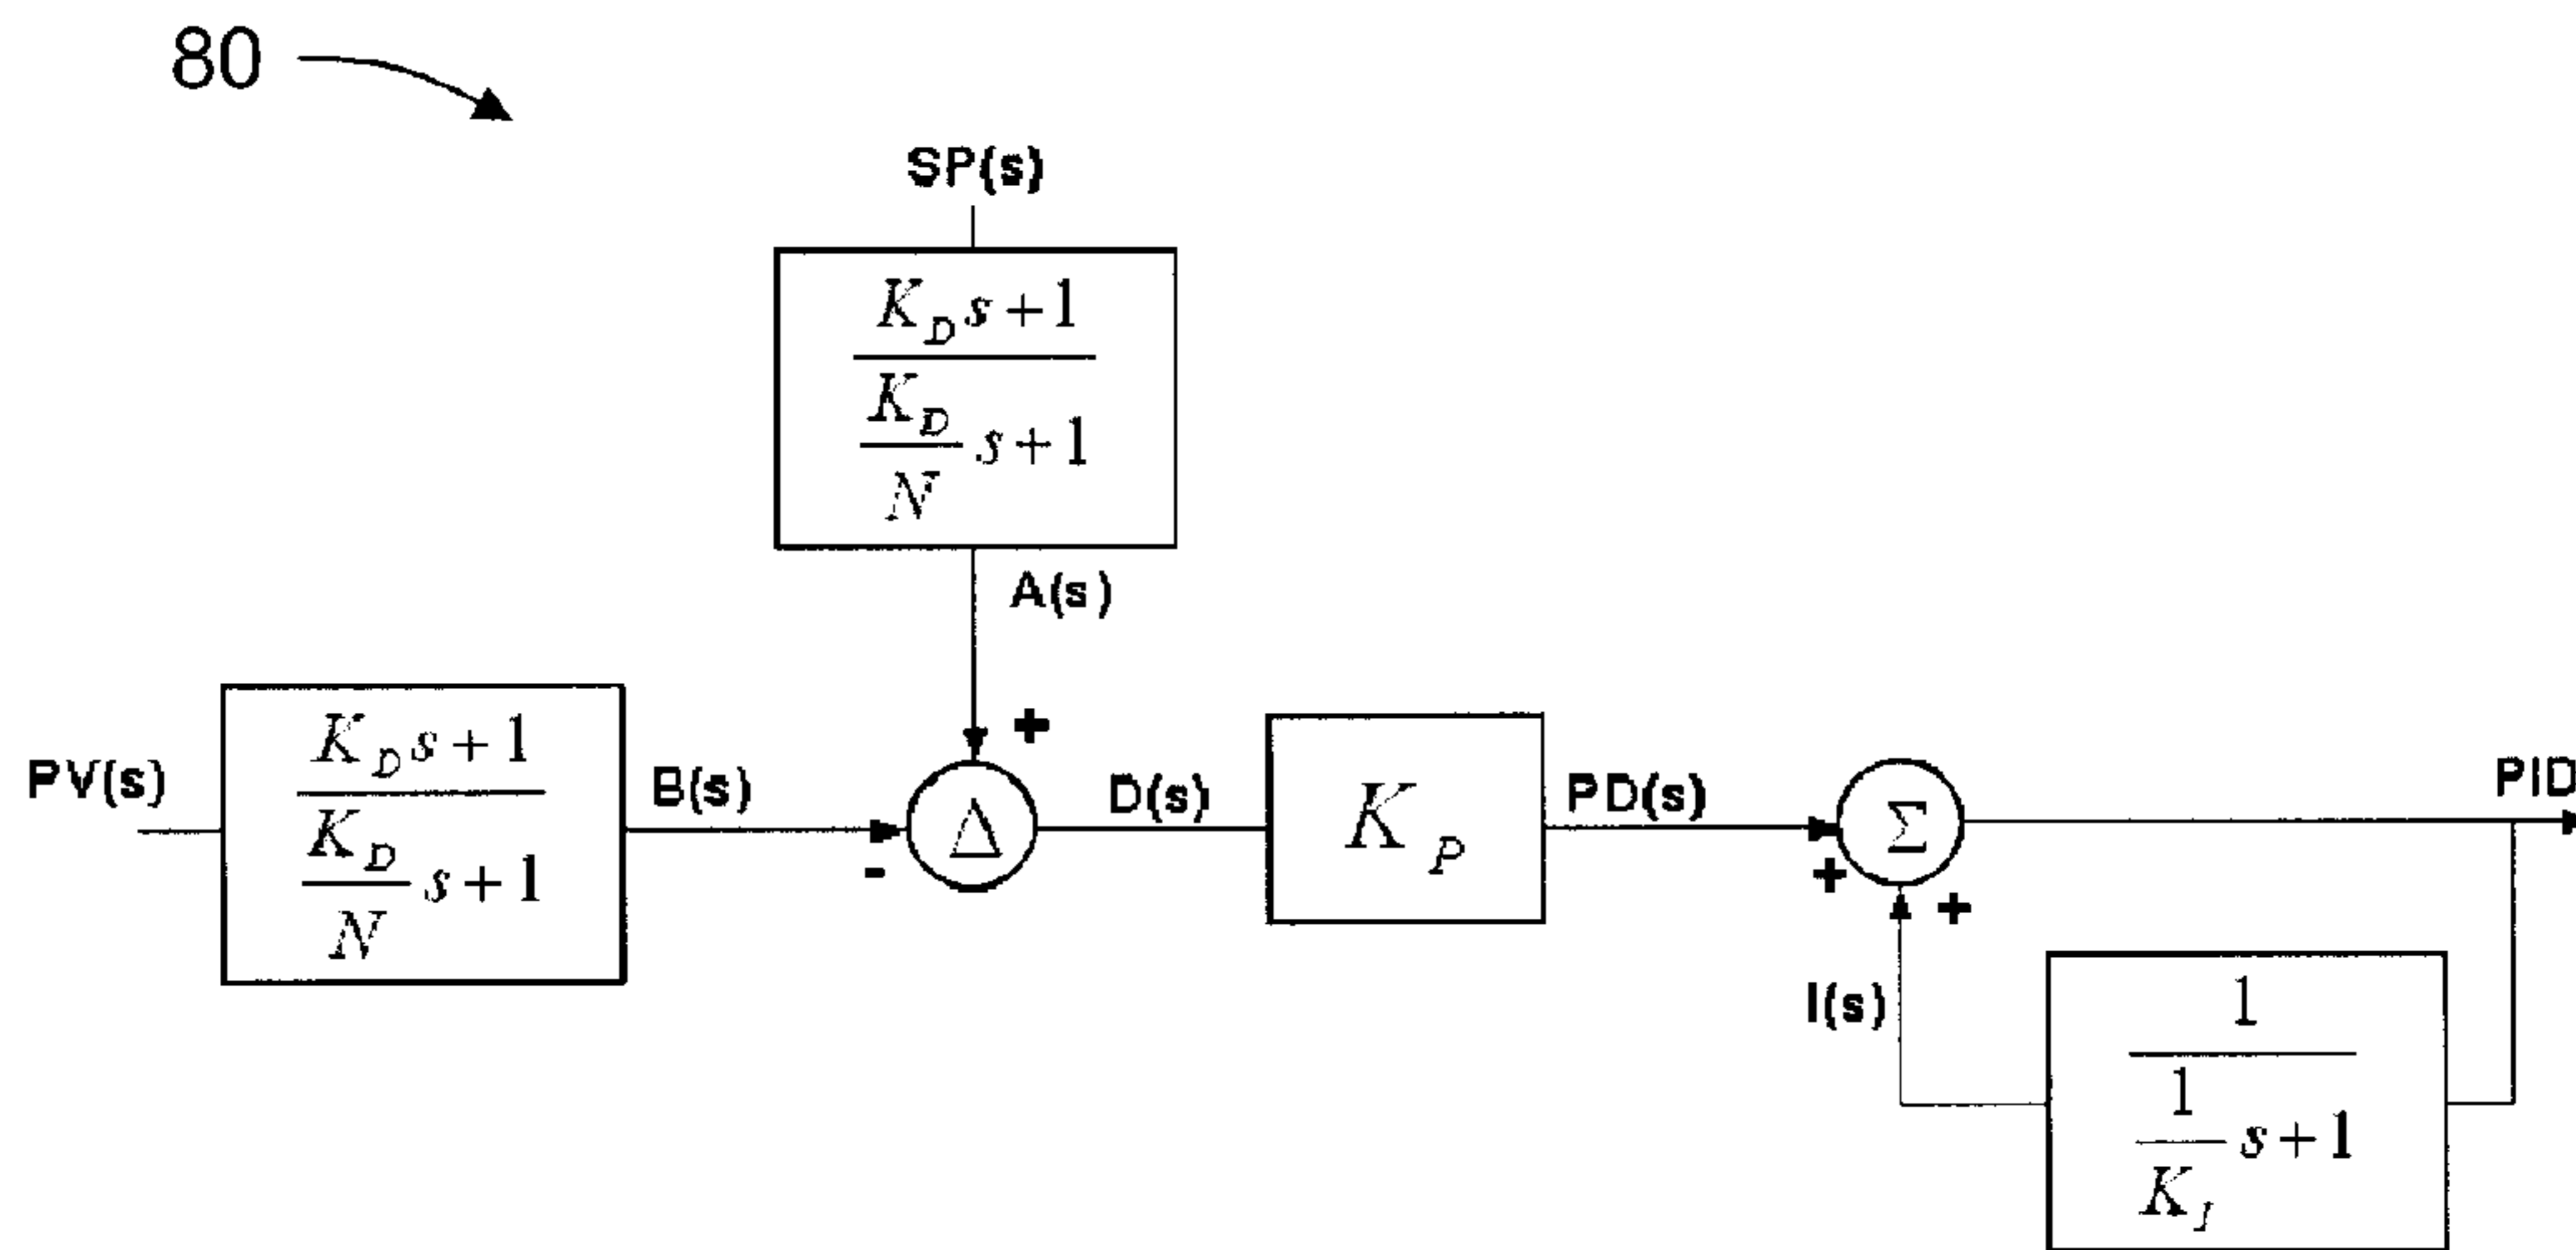 80
SP(s)
K_D s + 1
K_D
N
s + 1
A(s)
+
PV(s)
K_D s + 1
K_D
N
s + 1
B(s)
-
Δ
D(s)
K_P
PD(s)
+
Σ
+
PID
I(s)
1
1
K_I
s + 1